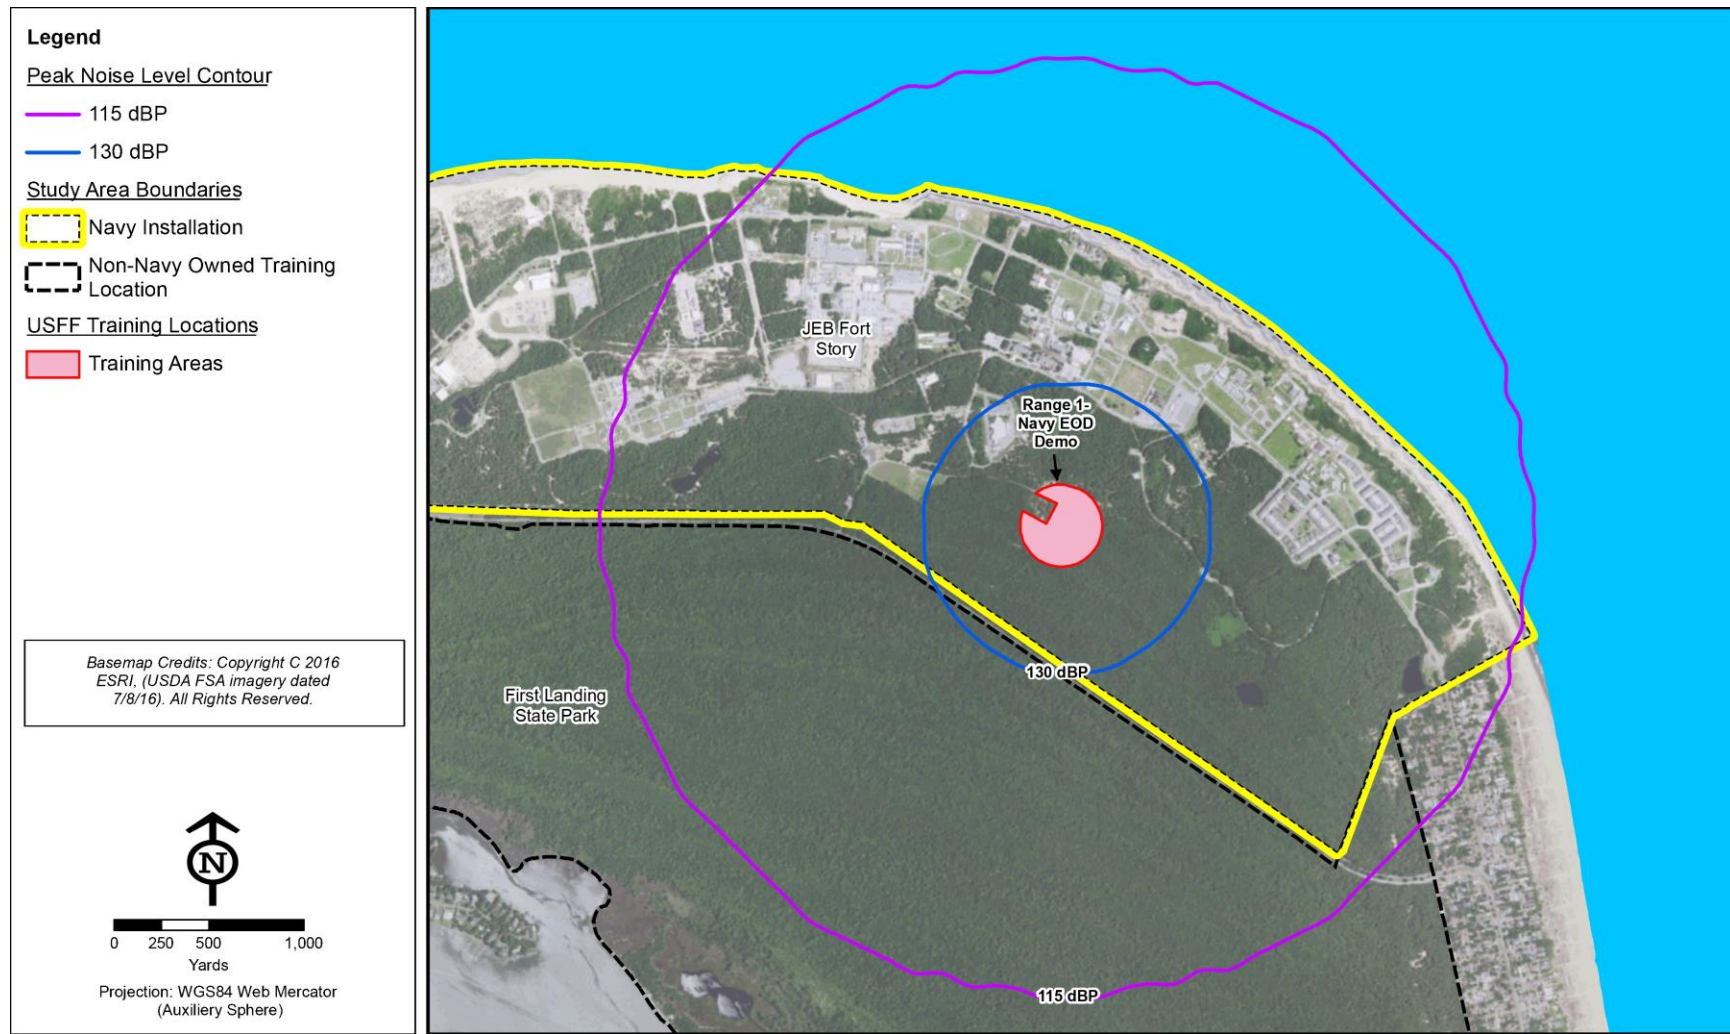 Legend
Peak Noise Level Contour
115 dBP
130 dBP
Study Area Boundaries
Navy Installation
Non-Navy Owned Training
Location
USFF Training Locations
Training Areas
Basemap Credits: Copyright C 2016
ESRI, (USDA FSA imagery dated
7/8/16). All Rights Reserved.
N
0 250 500 1,000
Yards
Projection: WGS84 Web Mercator
(Auxiliery Sphere)
JEB Fort
Story
Range 1-
Navy EOD
Demo
130 dBP
First Landing
State Park
115 dBP